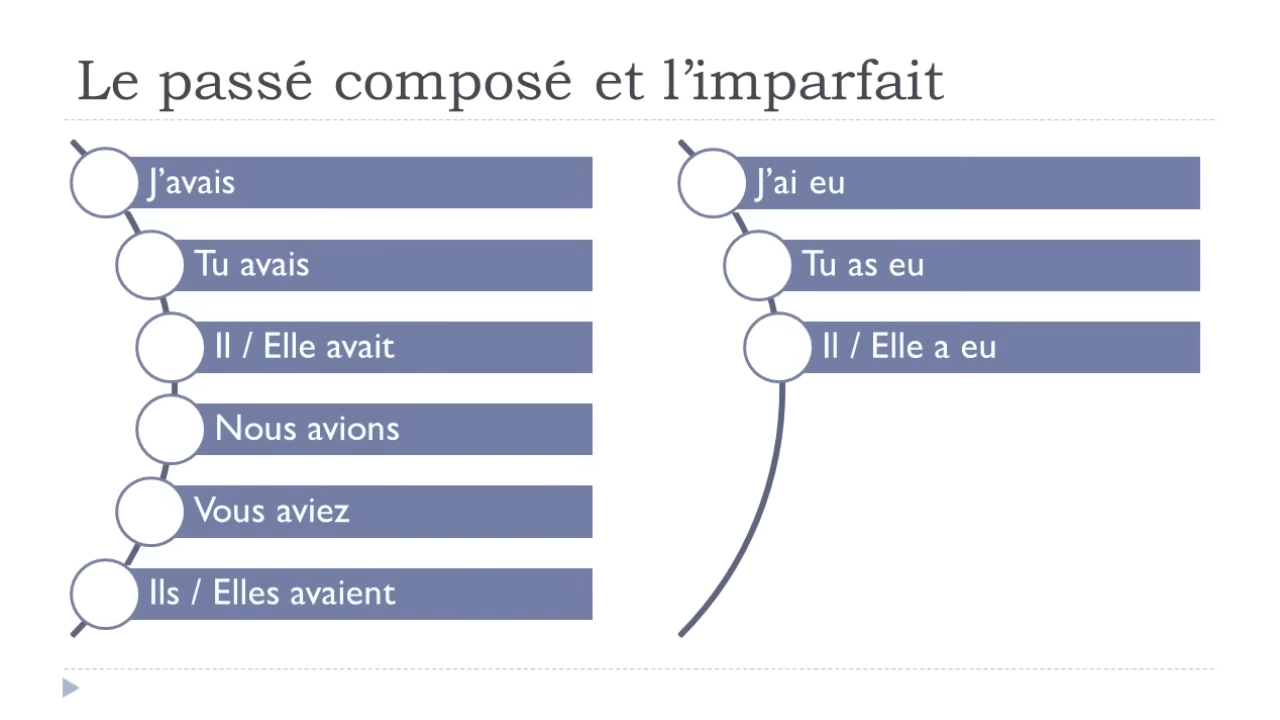 Le passé composé et l’imparfait
J’avais
Tu avais
Il / Elle avait
Nous avions
Vous aviez
Ils / Elles avaient
J’ai eu
Tu as eu
Il / Elle a eu